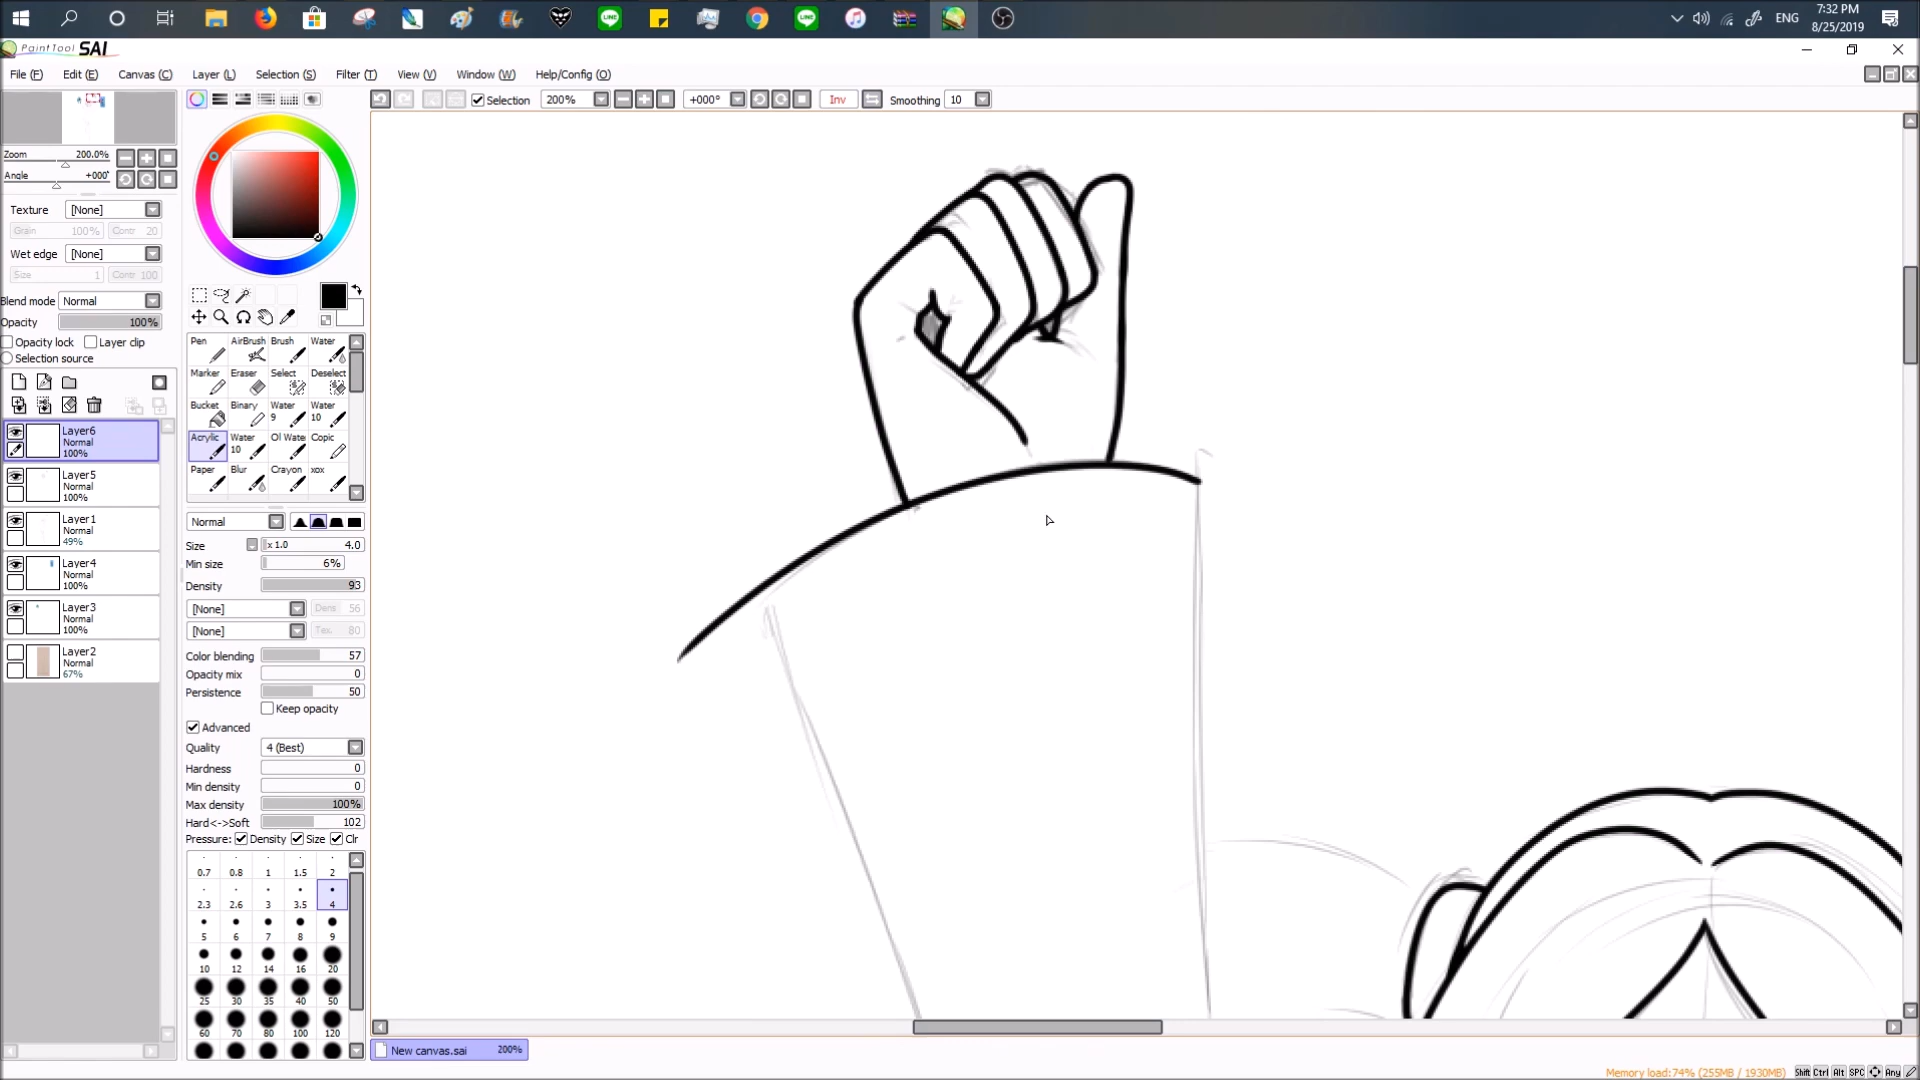 7:32 PM
ENG
8/25/2019
PaintTool SAI
File (F) Edit (E) Canvas (C) Layer (L) Selection (S) Filter (T) View (V) Window (W) Help/Config (O)
Selection 200% +000° Inv Smoothing 10
Zoom 200.0%
Angle +000°
Texture [None]
Grain 100% Contr 20
Wet edge [None]
Size 1 Contr 100
Blend mode Normal
Opacity 100%
Opacity lock Layer clip
Selection source
Layer6
Normal
100%
Layer5
Normal
100%
Layer1
Normal
49%
Layer4
Normal
100%
Layer3
Normal
100%
Layer2
Normal
67%
Pen AirBrush Brush Water
Marker Eraser Select Deselect
Bucket Binary Water 9 Water 10
Acrylic Water 10 Ol Wate Copic
Paper Blur Crayon xox
Normal
Size x 1.0 4.0
Min size 6%
Density 93
[None] Dens 56
[None] Tex. 80
Color blending 57
Opacity mix 0
Persistence 50
Keep opacity
Advanced
Quality 4 (Best)
Hardness 0
Min density 0
Max density 100%
Hard<->Soft 102
Pressure: Density Size Clr
0.7 0.8 1 1.5 2
2.3 2.6 3 3.5 4
5 6 7 8 9
10 12 14 16 20
25 30 35 40 50
60 70 80 100 120
New canvas.sai 200%
Memory load:74% (255MB / 1930MB) Shift Ctrl Alt SPC Any